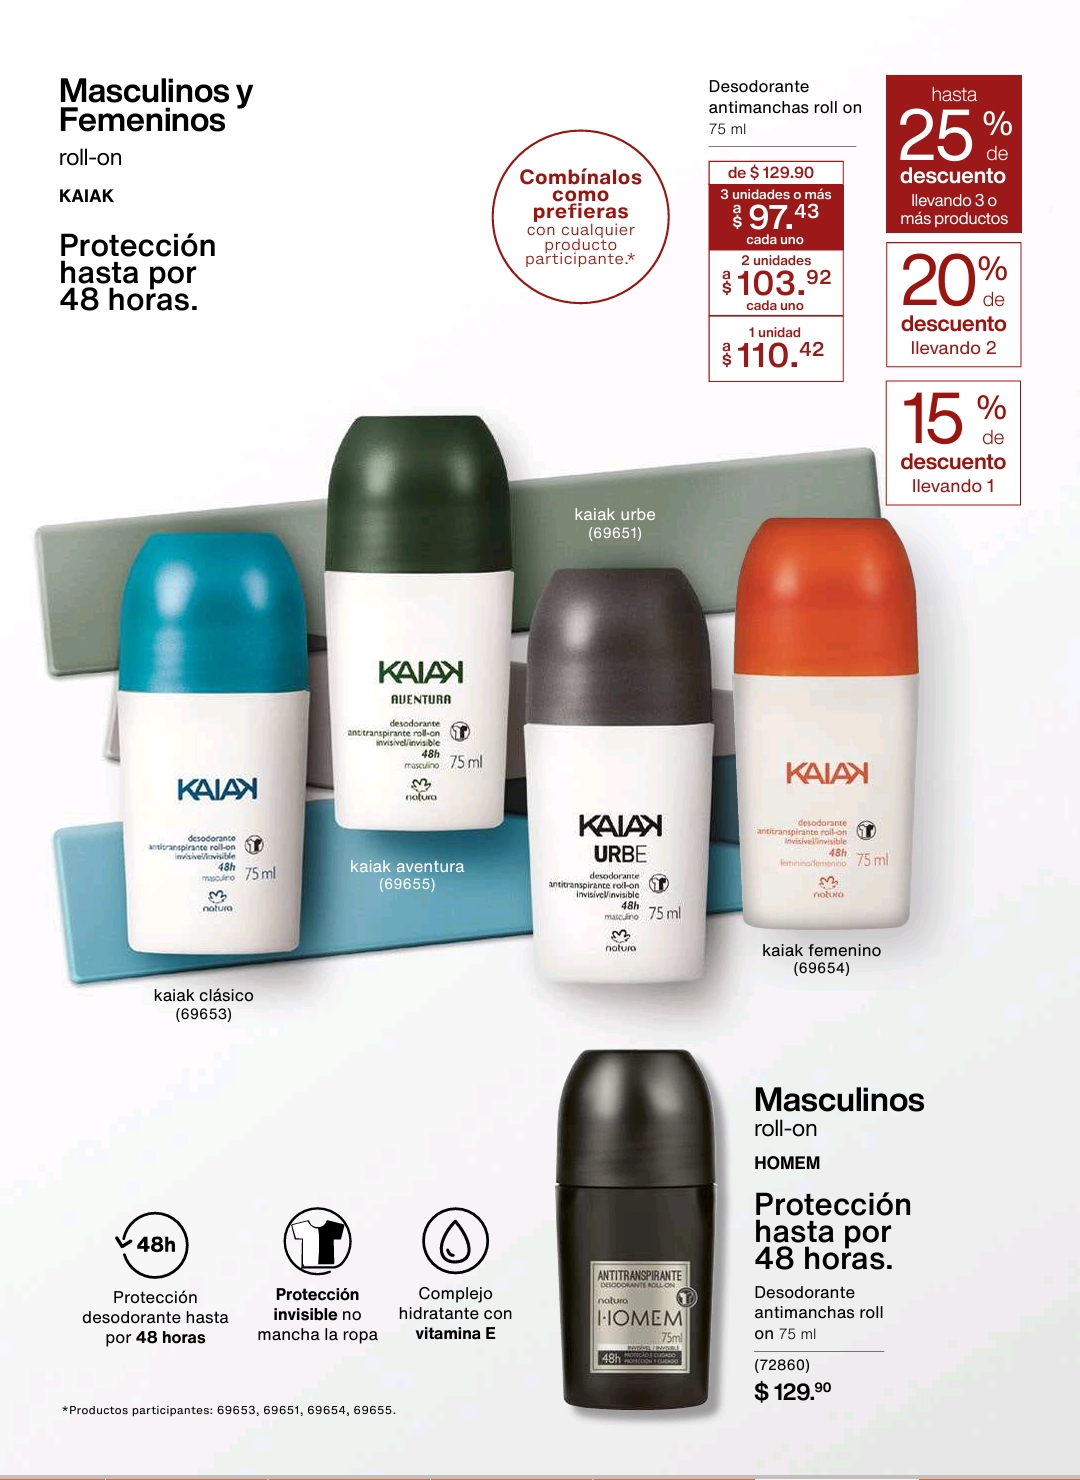 Masculinos y
Femeninos
roll-on
KAIAK
Protección
hasta por
48 horas.
Combínalos
como
prefieras
con cualquier
producto
participante.*
Desodorante
antimanchas roll on
75 ml
de $ 129.90
3 unidades o más
a $ 97.43
cada uno
2 unidades
a $ 103.92
cada uno
1 unidad
a $ 110.42
hasta
25 %
de
descuento
llevando 3 o
más productos
20%
de
descuento
llevando 2
15 %
de
descuento
llevando 1
kaiak urbe
(69651)
KAIAK
AVENTURA
desodorante
antitranspirante roll-on
invisível/invisible
48h
masculino 75 ml
natura
KAIAK
desodorante
antitranspirante roll-on
invisível/invisible
48h
masculino 75 ml
natura
KAIAK
URBE
desodorante
antitranspirante roll-on
invisível/invisible
48h
masculino 75 ml
natura
KAIAK
desodorante
antitranspirante roll-on
invisível/invisible
48h
feminino/femenino 75 ml
natura
kaiak aventura
(69655)
kaiak femenino
(69654)
kaiak clásico
(69653)
ANTITRANSPIRANTE
DESODORANTE ROLL-ON
natura
HOMEM
75ml
INVISÍVEL / INVISIBLE
48h PROTEÇÃO E CUIDADO
PROTECCIÓN Y CUIDADO
Masculinos
roll-on
HOMEM
Protección
hasta por
48 horas.
Desodorante
antimanchas roll
on 75 ml
(72860)
$ 129.90
48h
Protección
desodorante hasta
por 48 horas
Protección
invisible no
mancha la ropa
Complejo
hidratante con
vitamina E
*Productos participantes: 69653, 69651, 69654, 69655.